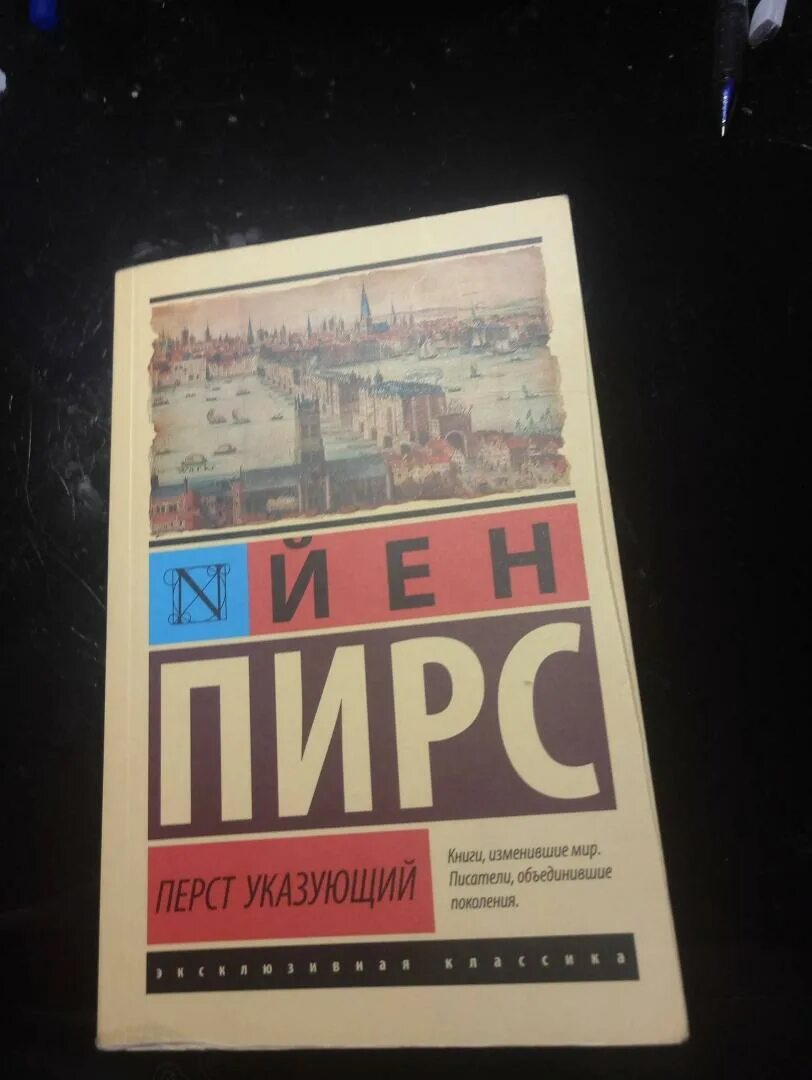 N ЙЕН
ПИРС
ПЕРСТ УКАЗУЮЩИЙ
Книги, изменившие мир.
Писатели, объединившие
поколения.
эксклюзивная классика